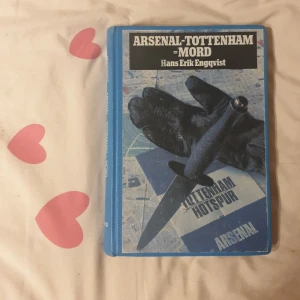 ARSENAL-TOTTENHAM
=MORD
Hans Erik Engqvist
TOTTENHAM
HOTSPUR
ARSENAL